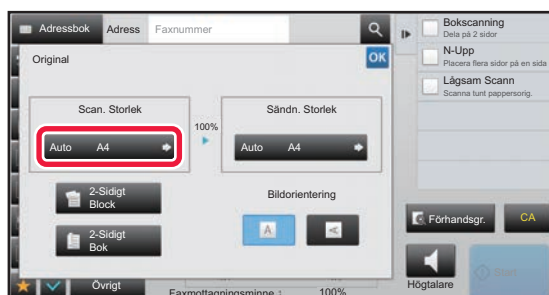 Adressbok
Adress
Faxnummer
Original
OK
Scan. Storlek
Sändn. Storlek
100%
Auto A4
Auto A4
2-Sidigt
Block
2-Sidigt
Bok
Bildorientering
A
A
Övrigt
Faxmottagningsminne
100%
Bokscanning
Dela på 2 sidor
N-Upp
Placera flera sidor på en sida
Lågsam Scann
Scanna tunt pappersorig.
Förhandsgr.
CA
Högtalare
Start